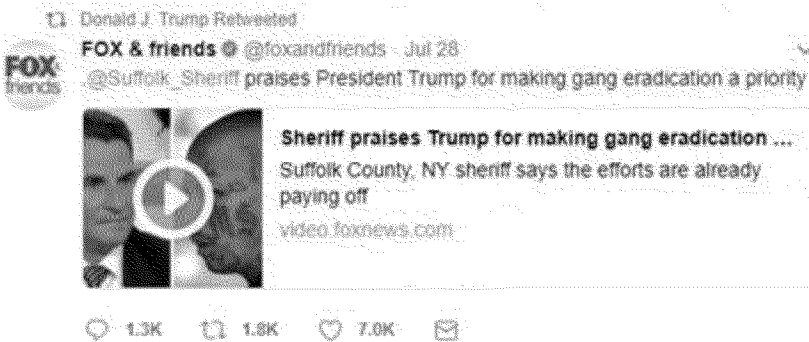 Donald J. Trump Retweeted
FOX & friends @foxandfriends · Jul 28
FOX
friends
.@Suffolk_Sheriff praises President Trump for making gang eradication a priority
Sheriff praises Trump for making gang eradication ...
Suffolk County, NY sheriff says the efforts are already
paying off
video.foxnews.com
1.3K 1.8K 7.0K